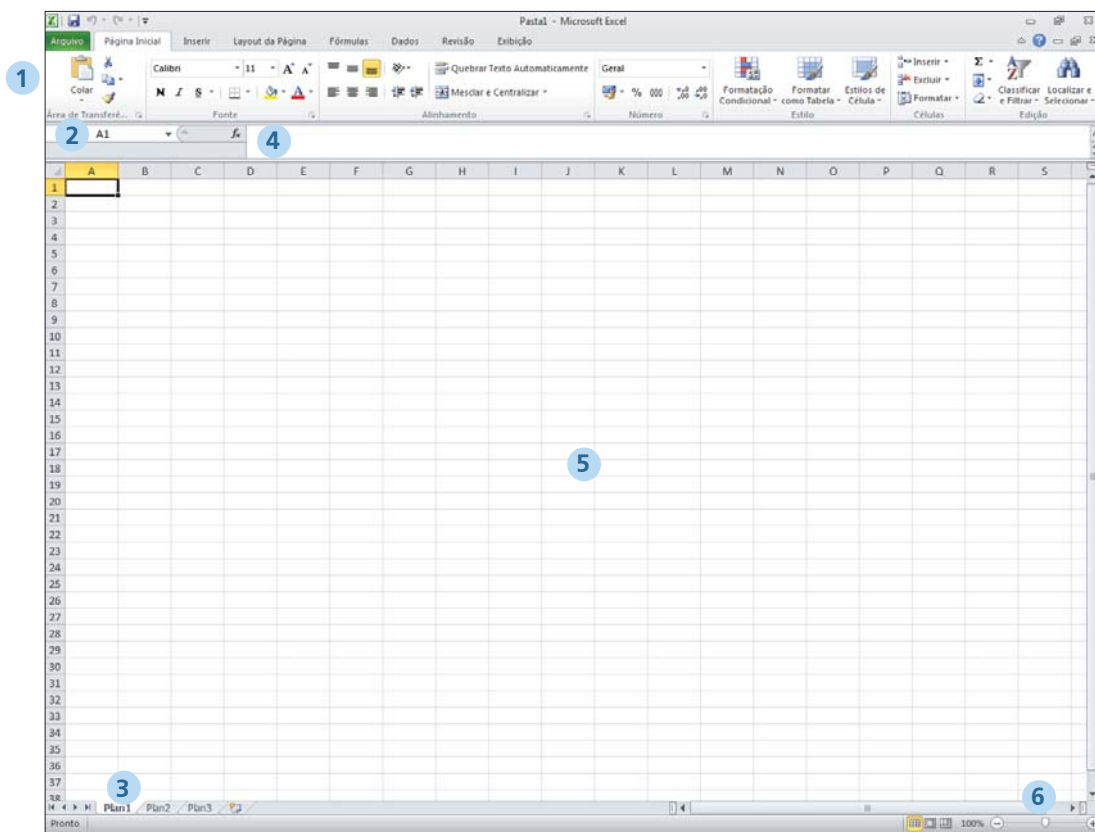 Pasta1 - Microsoft Excel
Arquivo Página Inicial Inserir Layout da Página Fórmulas Dados Revisão Exibição
1
Colar
Calibri 11 A A
N I S A
Quebrar Texto Automaticamente
Mesclar e Centralizar
Geral
% 000 ,00 ,00
Formatação Condicional
Formatar como Tabela
Estilos de Célula
Inserir
Excluir
Formatar
Σ
Classificar e Filtrar
Localizar e Selecionar
Área de Transferê... Fonte Alinhamento Número Estilo Células Edição
2 A1 fx 4
A B C D E F G H I J K L M N O P Q R S
1
2
3
4
5
6
7
8
9
10
11
12
13
14
15
16
17
18
5
19
20
21
22
23
24
25
26
27
28
29
30
31
32
33
34
35
36
37
38
3
6
Plan1 Plan2 Plan3
Pronto 100%